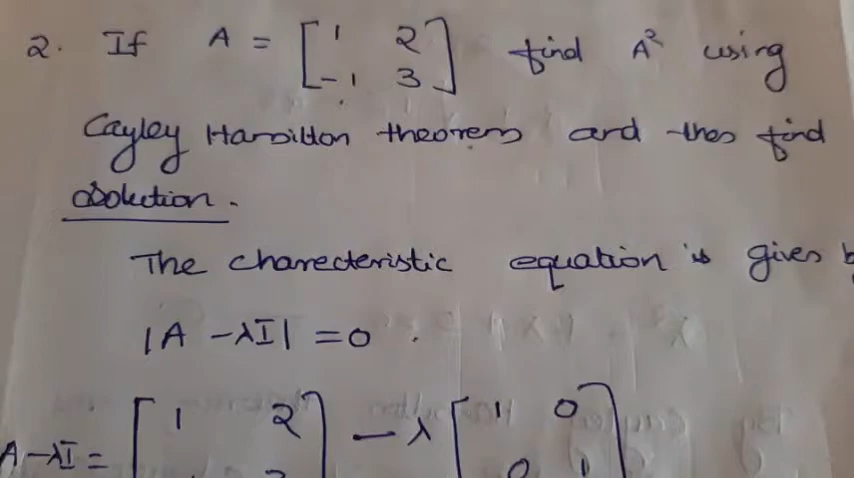 2. If A = [1 2 -1 3] find A² using
Cayley Hamilton theorem and then find
Solution.
The charecteristic equation is given b
|A - λI| = 0.
A-λI = [1 2] - λ [1 0 0 1]